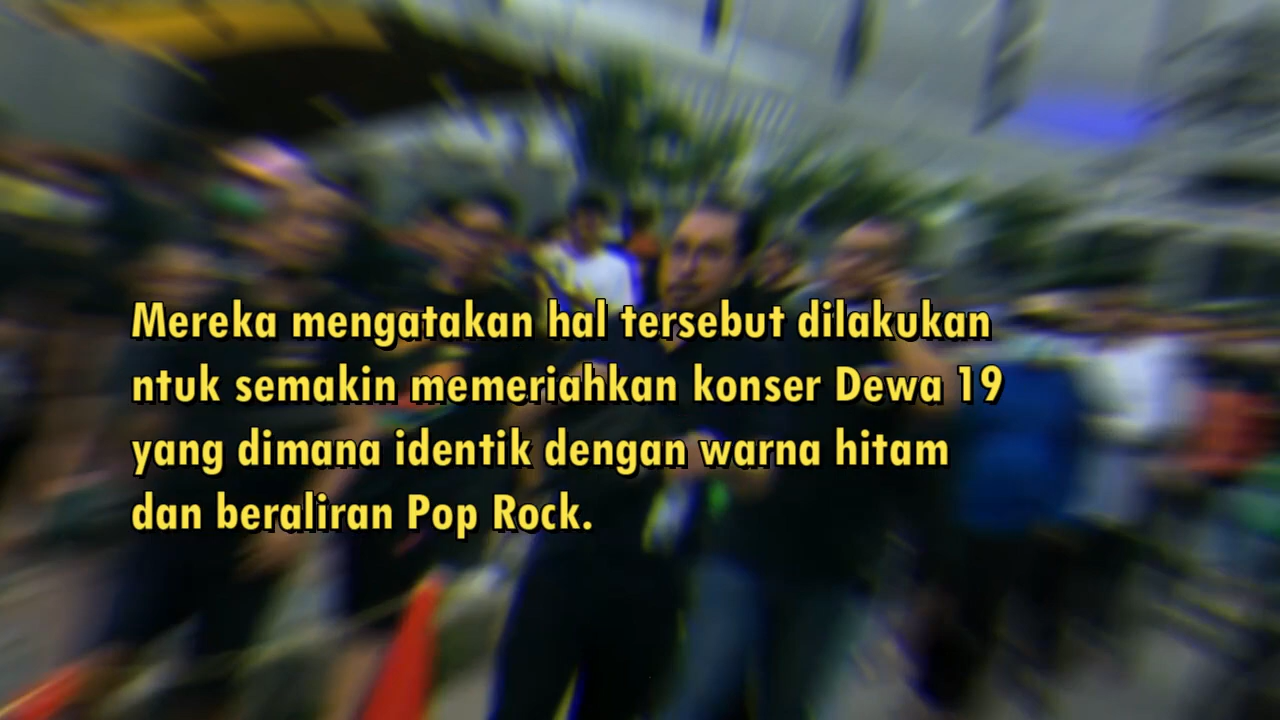 Mereka mengatakan hal tersebut dilakukan
ntuk semakin memeriahkan konser Dewa 19
yang dimana identik dengan warna hitam
dan beraliran Pop Rock.